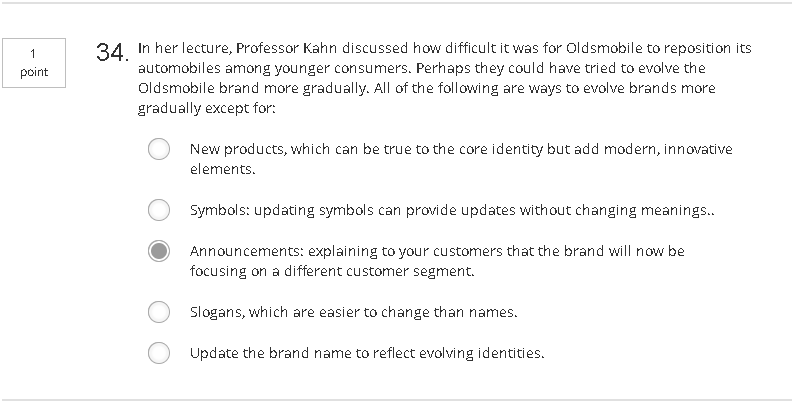 1
point
34. In her lecture, Professor Kahn discussed how difficult it was for Oldsmobile to reposition its
automobiles among younger consumers. Perhaps they could have tried to evolve the
Oldsmobile brand more gradually. All of the following are ways to evolve brands more
gradually except for:
New products, which can be true to the core identity but add modern, innovative
elements.
Symbols: updating symbols can provide updates without changing meanings..
Announcements: explaining to your customers that the brand will now be
focusing on a different customer segment.
Slogans, which are easier to change than names.
Update the brand name to reflect evolving identities.